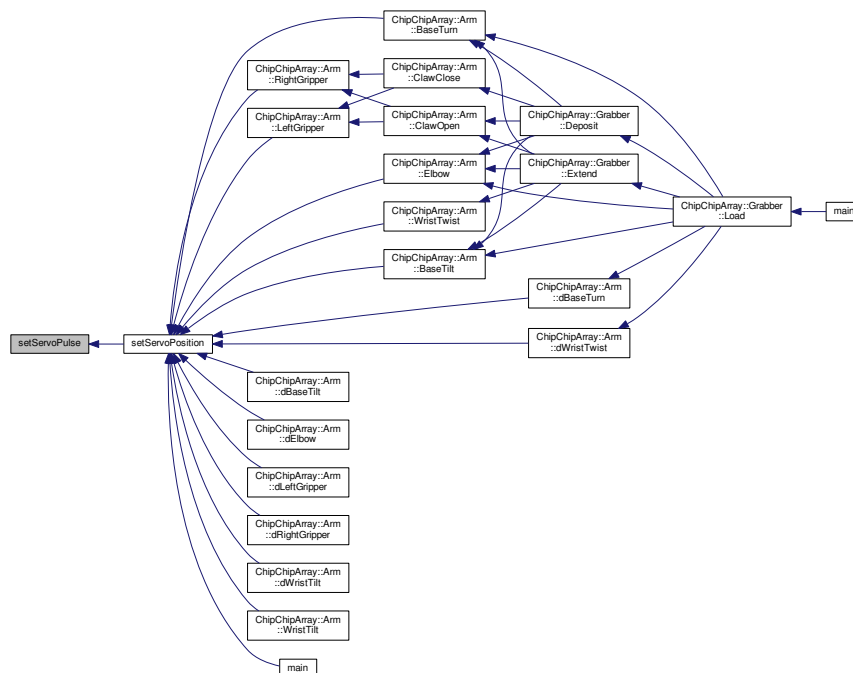 ChipChipArray::Arm
::BaseTurn
ChipChipArray::Arm
::RightGripper
ChipChipArray::Arm
::ClawClose
ChipChipArray::Arm
::LeftGripper
ChipChipArray::Arm
::ClawOpen
ChipChipArray::Grabber
::Deposit
ChipChipArray::Arm
::Elbow
ChipChipArray::Grabber
::Extend
ChipChipArray::Arm
::WristTwist
ChipChipArray::Grabber
::Load
main
ChipChipArray::Arm
::BaseTilt
ChipChipArray::Arm
::dBaseTurn
setServoPulse
setServoPosition
ChipChipArray::Arm
::dWristTwist
ChipChipArray::Arm
::dBaseTilt
ChipChipArray::Arm
::dElbow
ChipChipArray::Arm
::dLeftGripper
ChipChipArray::Arm
::dRightGripper
ChipChipArray::Arm
::dWristTilt
ChipChipArray::Arm
::WristTilt
main